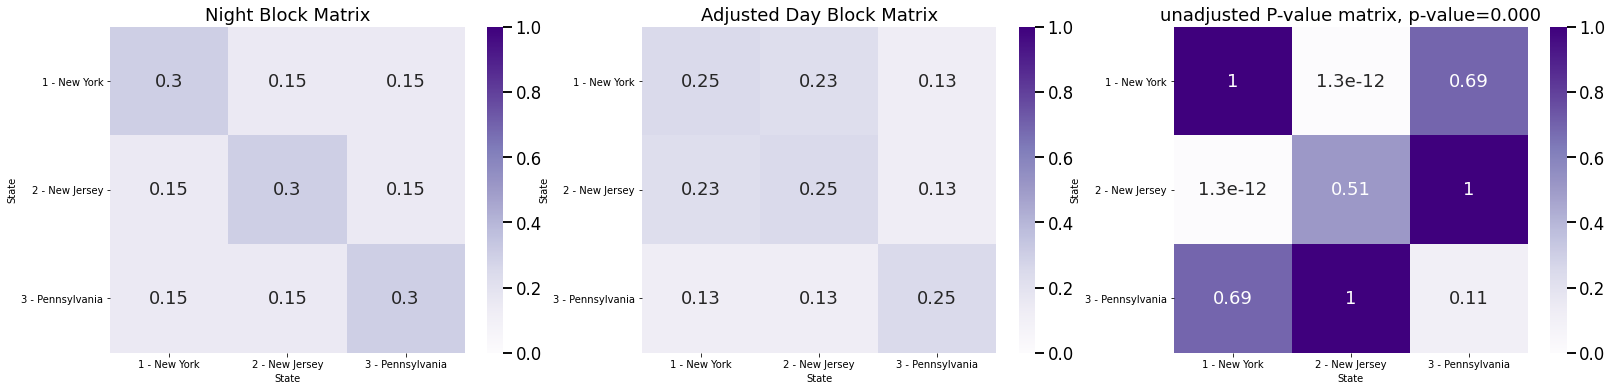 Night Block Matrix
1 - New York
2 - New Jersey
3 - Pennsylvania
State
0.3 0.15 0.15
0.15 0.3 0.15
0.15 0.15 0.3
1 - New York 2 - New Jersey 3 - Pennsylvania
State
1.0
0.8
0.6
0.4
0.2
0.0
Adjusted Day Block Matrix
1 - New York
2 - New Jersey
3 - Pennsylvania
State
0.25 0.23 0.13
0.23 0.25 0.13
0.13 0.13 0.25
1 - New York 2 - New Jersey 3 - Pennsylvania
State
1.0
0.8
0.6
0.4
0.2
0.0
unadjusted P-value matrix, p-value=0.000
1 - New York
2 - New Jersey
3 - Pennsylvania
State
1 1.3e-12 0.69
1.3e-12 0.51 1
0.69 1 0.11
1 - New York 2 - New Jersey 3 - Pennsylvania
State
1.0
0.8
0.6
0.4
0.2
0.0